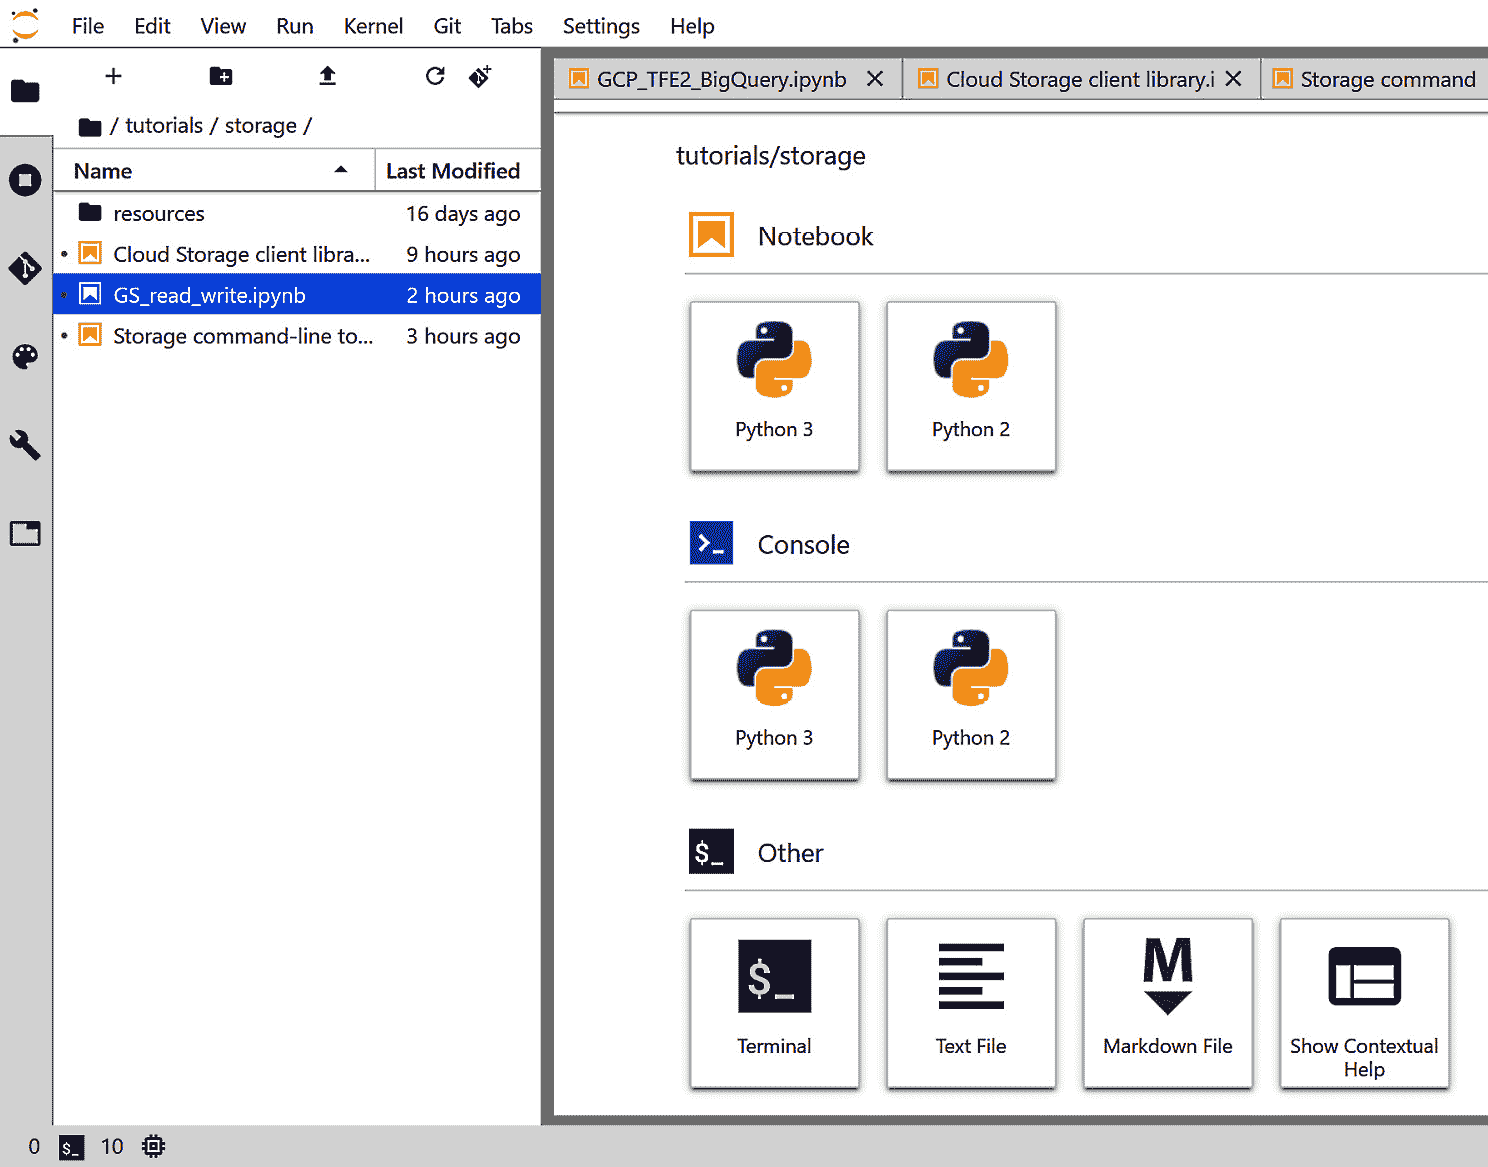 File Edit View Run Kernel Git Tabs Settings Help
/ tutorials / storage /
Name Last Modified
resources 16 days ago
Cloud Storage client libra... 9 hours ago
GS_read_write.ipynb 2 hours ago
Storage command-line to... 3 hours ago
GCP_TFE2_BigQuery.ipynb Cloud Storage client library.i Storage command
tutorials/storage
Notebook
Python 3 Python 2
Console
Python 3 Python 2
$_ Other
$_ M
Terminal Text File Markdown File Show Contextual
Help
0 $_ 10